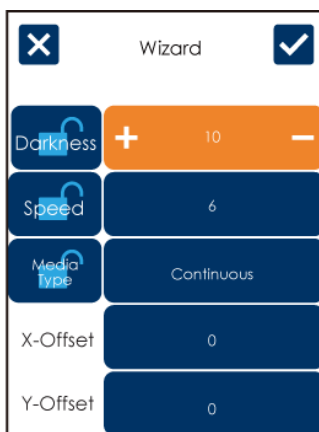 Wizard
Darkness
+ 10 −
Speed
6
Media
Type
Continuous
X-Offset
0
Y-Offset
0